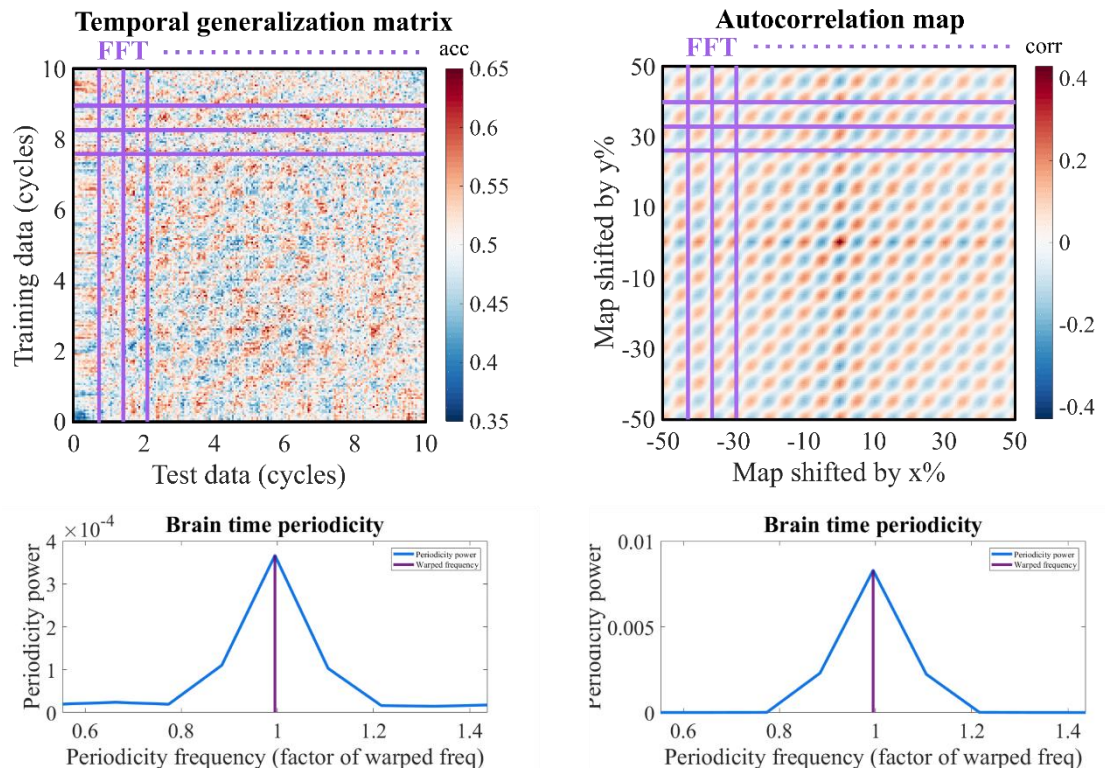 Temporal generalization matrix
FFT
acc
10
8
6
4
2
0
Training data (cycles)
0 2 4 6 8 10
Test data (cycles)
0.65
0.6
0.55
0.5
0.45
0.4
0.35
Autocorrelation map
FFT
corr
50
30
10
-10
-30
-50
Map shifted by y%
-50 -30 -10 10 30 50
Map shifted by x%
0.4
0.2
0
-0.2
-0.4
×10⁻⁴
Brain time periodicity
4
3
2
1
0
Periodicity power
Periodicity power
Warped frequency
0.6 0.8 1 1.2 1.4
Periodicity frequency (factor of warped freq)
Brain time periodicity
0.01
0.005
0
Periodicity power
Periodicity power
Warped frequency
0.6 0.8 1 1.2 1.4
Periodicity frequency (factor of warped freq)